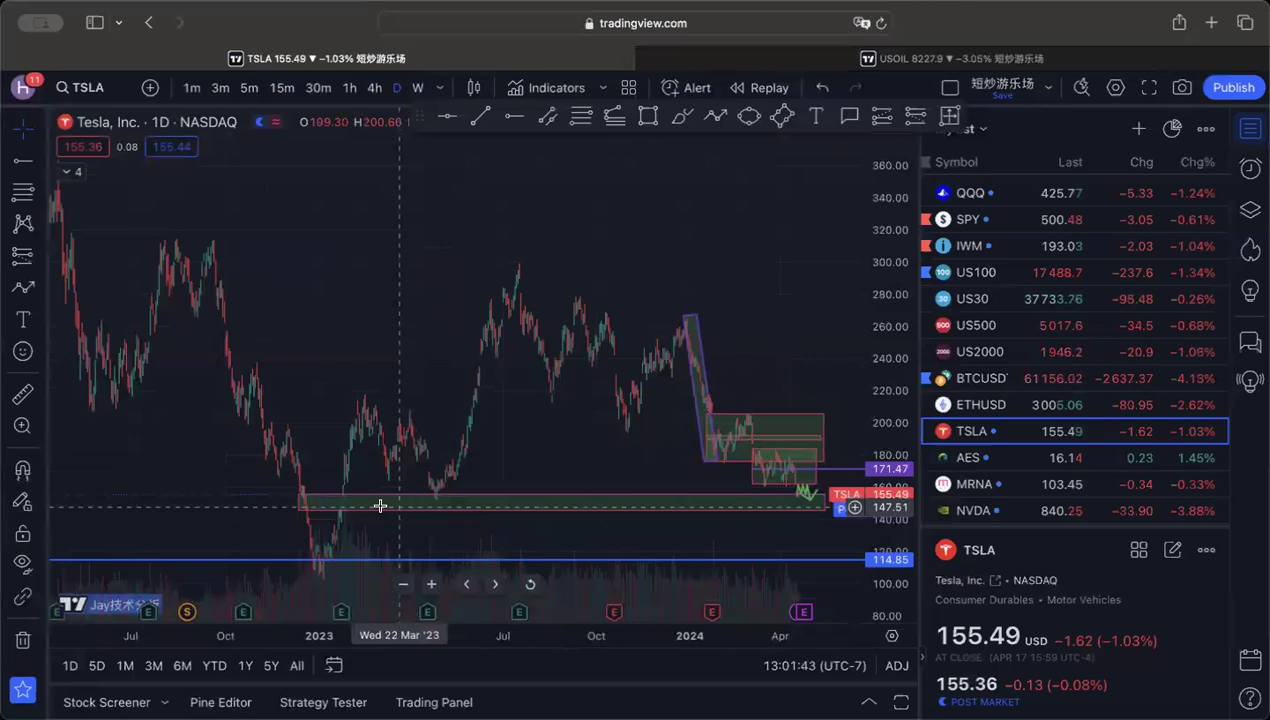 tradingview.com
TSLA 155.49 ▼ −1.03% 短炒游乐场
USOIL 8227.9 ▼ −3.05% 短炒游乐场
H
11
TSLA
1m 3m 5m 15m 30m 1h 4h D W
Indicators
Alert
Replay
短炒游乐场
Save
Publish
Tesla, Inc. · 1D · NASDAQ
O199.30 H200.66
155.36
0.08
155.44
4
360.00
340.00
320.00
300.00
280.00
260.00
240.00
220.00
200.00
180.00
171.47
TSLA 155.49
147.51
140.00
114.85
100.00
80.00
Jay技术分析
E E S E E E E E E E
Jul Oct 2023 Wed 22 Mar '23 Jul Oct 2024 Apr
1D 5D 1M 3M 6M YTD 1Y 5Y All
13:01:43 (UTC-7) ADJ
Stock Screener Pine Editor Strategy Tester Trading Panel
Symbol Last Chg Chg%
QQQ 425.77 −5.33 −1.24%
SPY 500.48 −3.05 −0.61%
IWM 193.03 −2.03 −1.04%
US100 17488.7 −237.6 −1.34%
US30 37733.76 −95.48 −0.25%
US500 5017.6 −34.5 −0.68%
US2000 1946.2 −20.9 −1.06%
BTCUSD 61156.02 −2637.37 −4.13%
ETHUSD 3005.06 −80.95 −2.62%
TSLA 155.49 −1.62 −1.03%
AES 16.14 0.23 1.45%
MRNA 103.45 −0.34 −0.33%
NVDA 840.25 −33.90 −3.88%
TSLA
Tesla, Inc. • NASDAQ
Consumer Durables • Motor Vehicles
155.49 USD −1.62 (−1.03%)
AT CLOSE (APR 17 15:59 UTC-4)
155.36 −0.13 (−0.08%)
POST MARKET